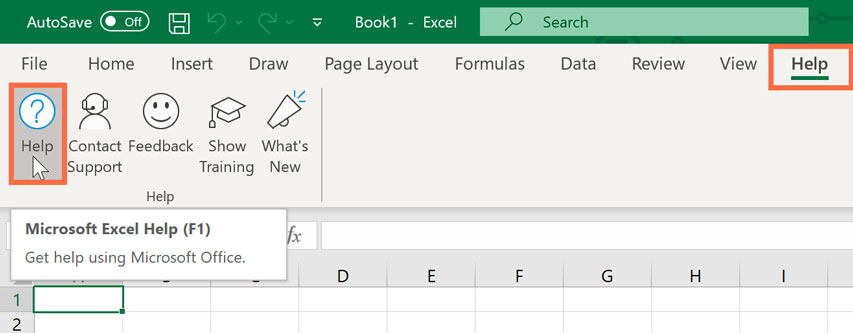 AutoSave Off Book1 - Excel Search
File Home Insert Draw Page Layout Formulas Data Review View Help
Help Contact Support Feedback Show Training What's New
Help
Microsoft Excel Help (F1)
Get help using Microsoft Office.
fx
D E F G H I
1
2